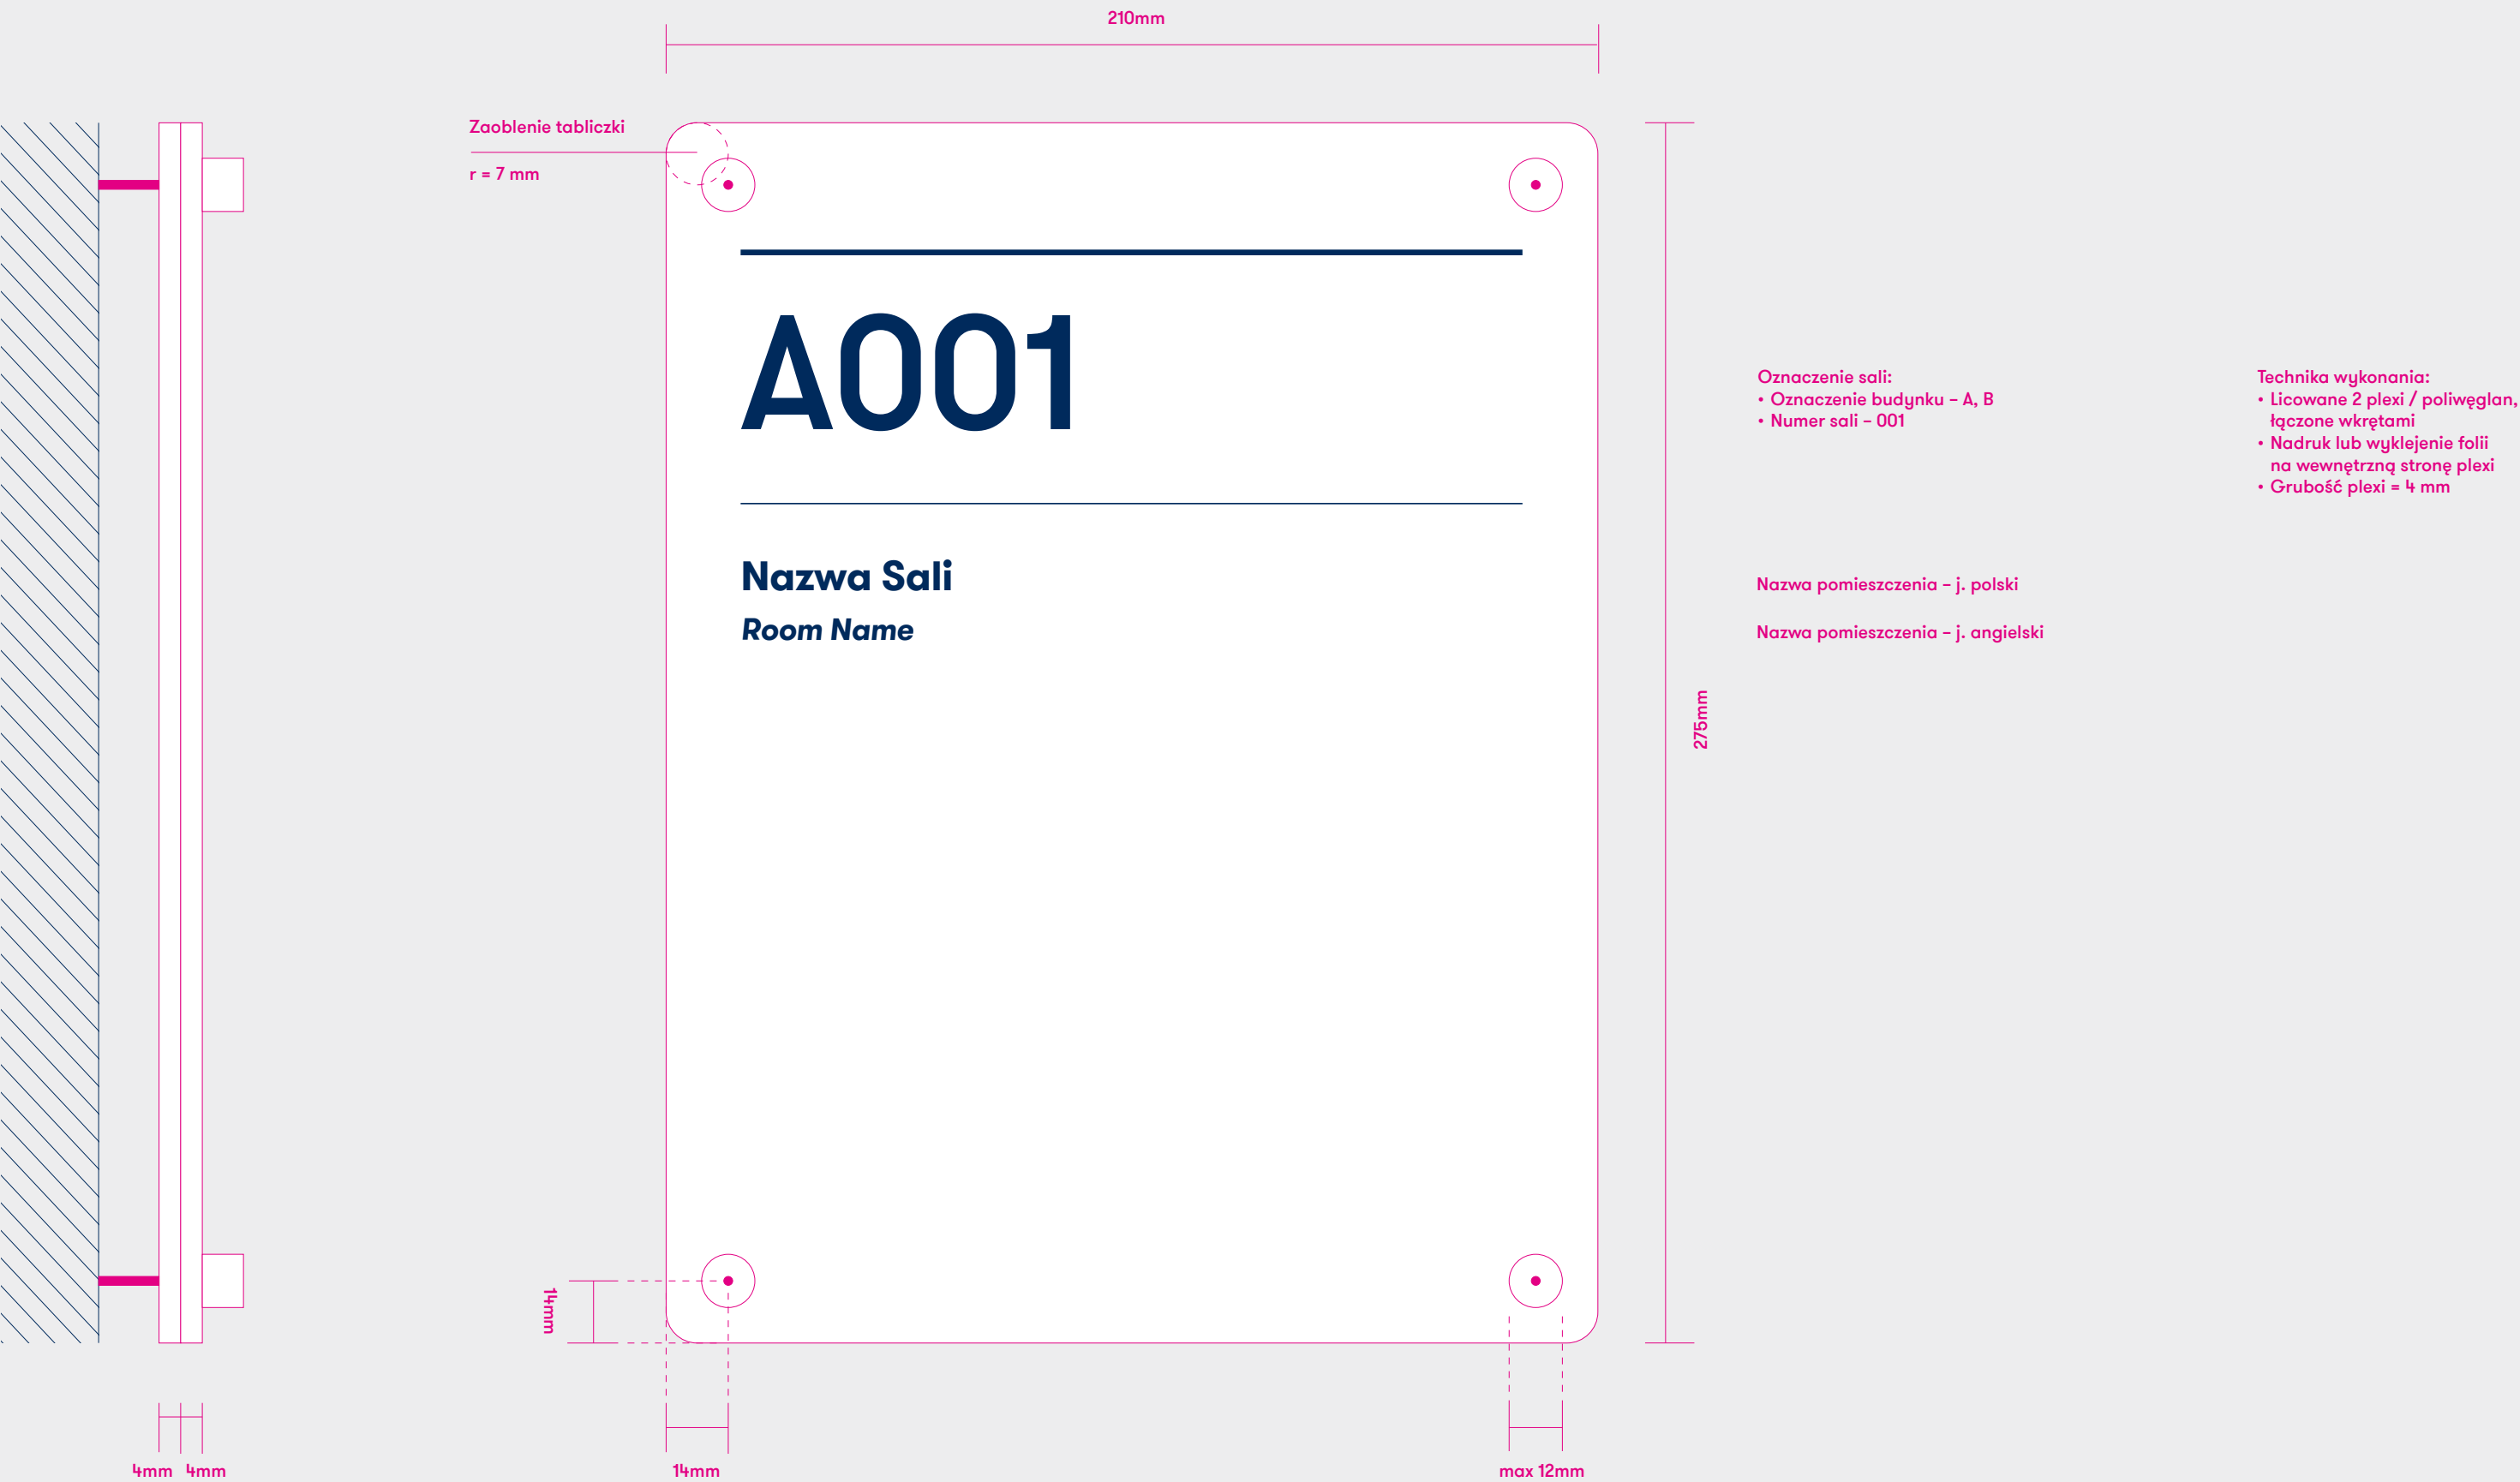 210mm
Zaoblenie tabliczki
r = 7 mm
A001
Nazwa Sali
Room Name
Oznaczenie sali:
• Oznaczenie budynku – A, B
• Numer sali – 001
Nazwa pomieszczenia – j. polski
Nazwa pomieszczenia – j. angielski
275mm
Technika wykonania:
• Licowane 2 plexi / poliwęglan,
łączone wkrętami
• Nadruk lub wyklejenie folii
na wewnętrzną stronę plexi
• Grubość plexi = 4 mm
14mm
4mm 4mm
14mm
max 12mm